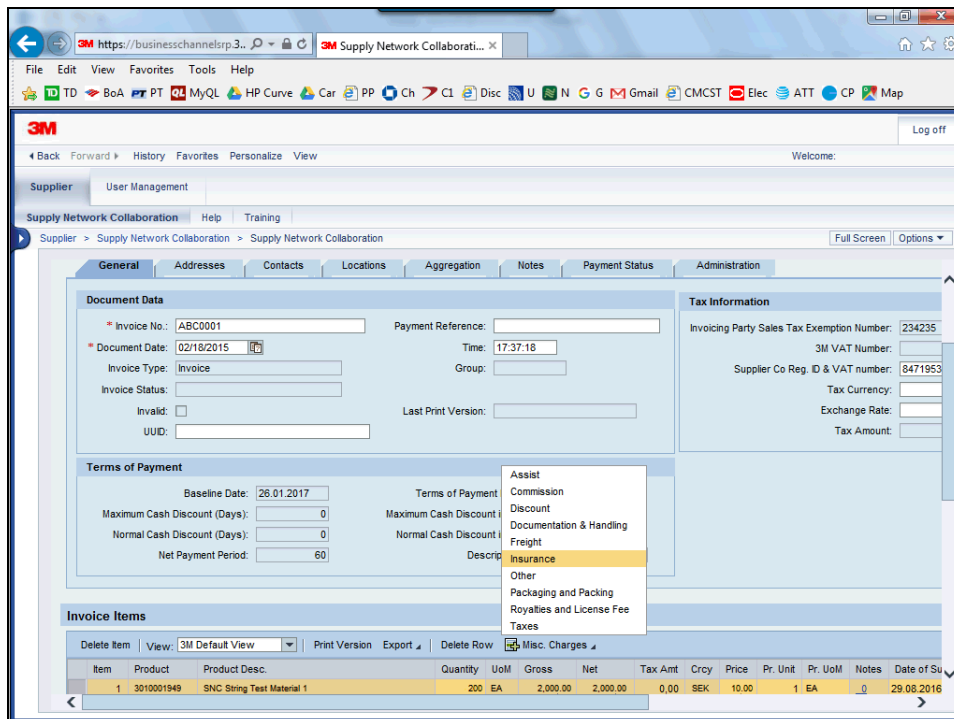 3M https://businesschannelsrp.3..
3M Supply Network Collaborati...
File Edit View Favorites Tools Help
TD TD BoA PT PT QL MyQL HP Curve Car PP Ch C1 Disc U N G G Gmail CMCST Elec ATT CP Map
3M
Log off
Back Forward History Favorites Personalize View Welcome:
Supplier User Management
Supply Network Collaboration Help Training
Supplier > Supply Network Collaboration > Supply Network Collaboration Full Screen Options
General Addresses Contacts Locations Aggregation Notes Payment Status Administration
Document Data
* Invoice No.: ABC0001 Payment Reference:
* Document Date: 02/18/2015 Time: 17:37:18
Invoice Type: Invoice Group:
Invoice Status:
Invalid: Last Print Version:
UUID:
Tax Information
Invoicing Party Sales Tax Exemption Number: 234235
3M VAT Number:
Supplier Co Reg. ID & VAT number: 8471953
Tax Currency:
Exchange Rate:
Tax Amount:
Terms of Payment
Baseline Date: 26.01.2017 Terms of Payment
Maximum Cash Discount (Days): 0 Maximum Cash Discount i
Normal Cash Discount (Days): 0 Normal Cash Discount i
Net Payment Period: 60 Descrip
Assist
Commission
Discount
Documentation & Handling
Freight
Insurance
Other
Packaging and Packing
Royalties and License Fee
Taxes
Invoice Items
Delete Item View: 3M Default View Print Version Export Delete Row Misc. Charges
Item Product Product Desc. Quantity UoM Gross Net Tax Amt Crcy Price Pr. Unit Pr. UoM Notes Date of Su
1 3010001949 SNC String Test Material 1 200 EA 2,000.00 2,000.00 0,00 SEK 10.00 1 EA 0 29.08.2016